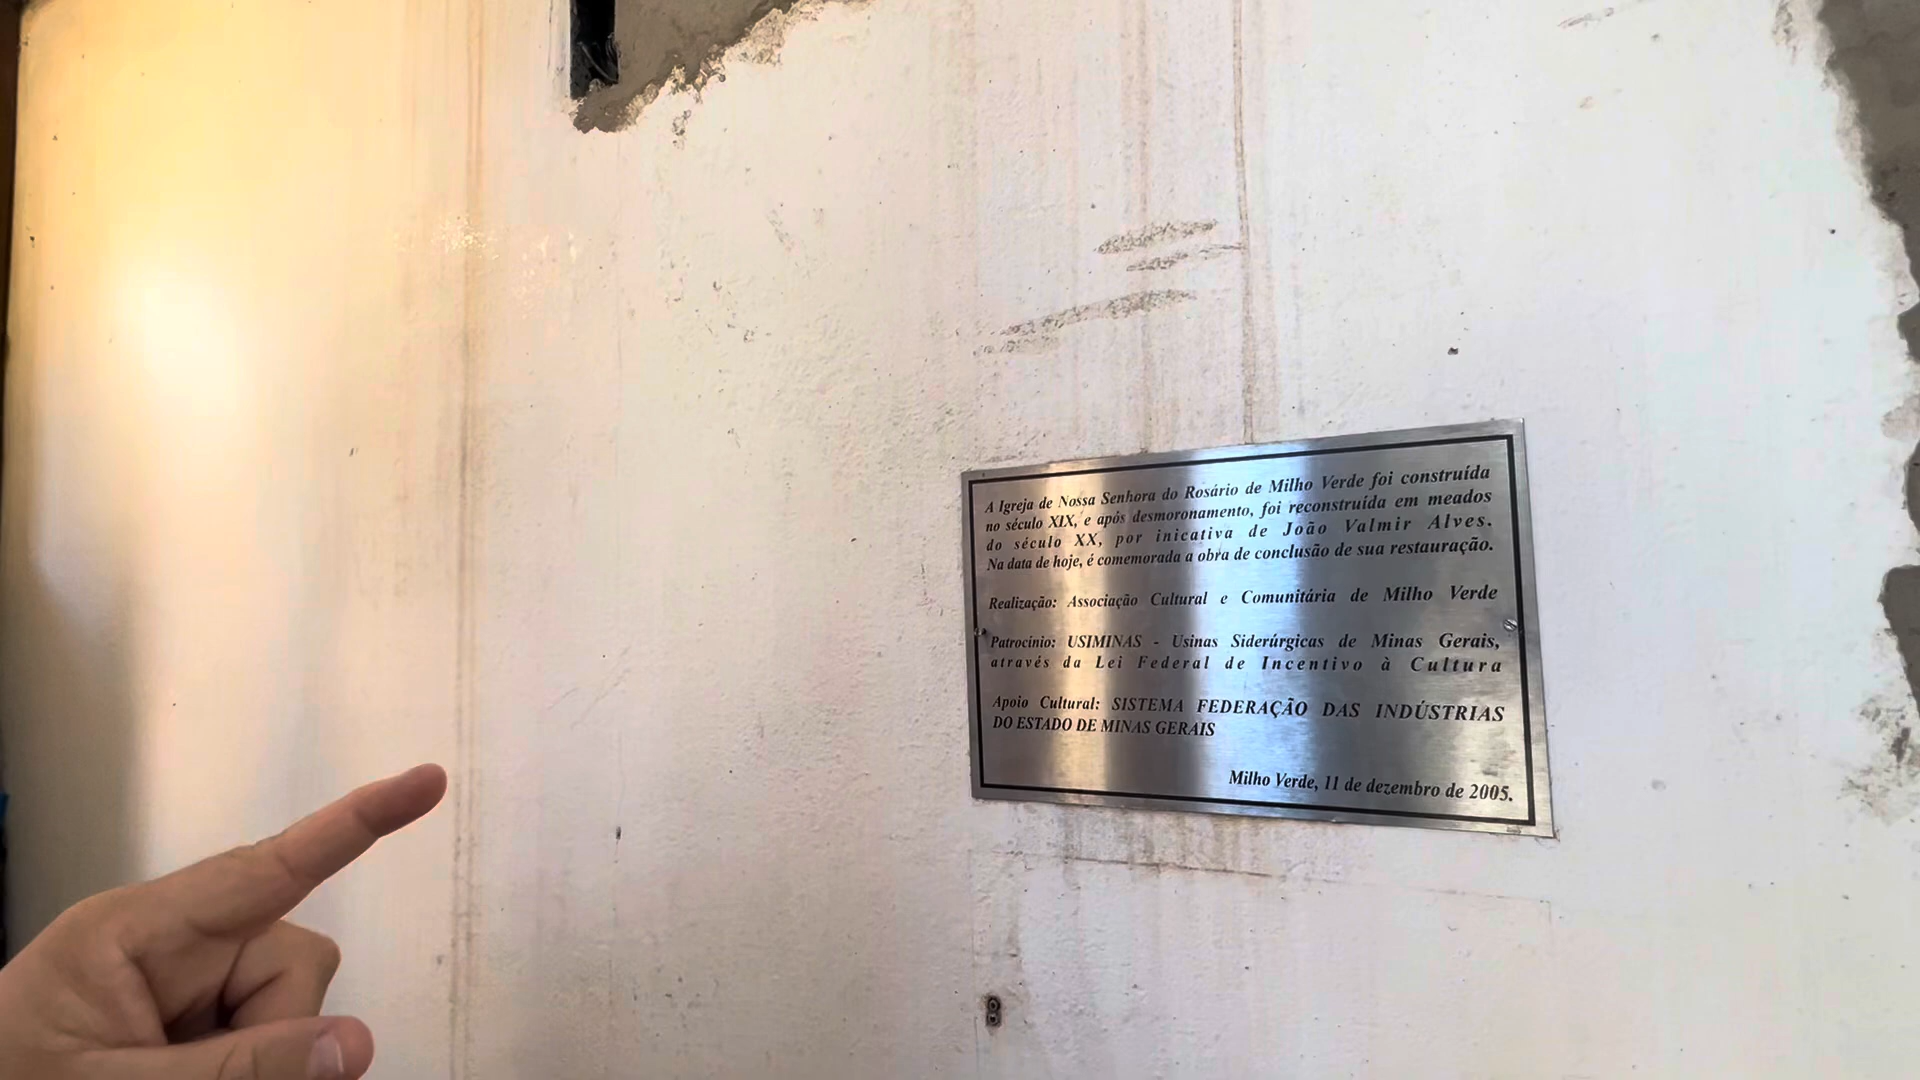 A Igreja de Nossa Senhora do Rosário de Milho Verde foi construída
no século XIX, e após desmoronamento, foi reconstruída em meados
do século XX, por inicativa de João Valmir Alves.
Na data de hoje, é comemorada a obra de conclusão de sua restauração.
Realização: Associação Cultural e Comunitária de Milho Verde
Patrocínio: USIMINAS - Usinas Siderúrgicas de Minas Gerais,
através da Lei Federal de Incentivo à Cultura
Apoio Cultural: SISTEMA FEDERAÇÃO DAS INDÚSTRIAS
DO ESTADO DE MINAS GERAIS
Milho Verde, 11 de dezembro de 2005.